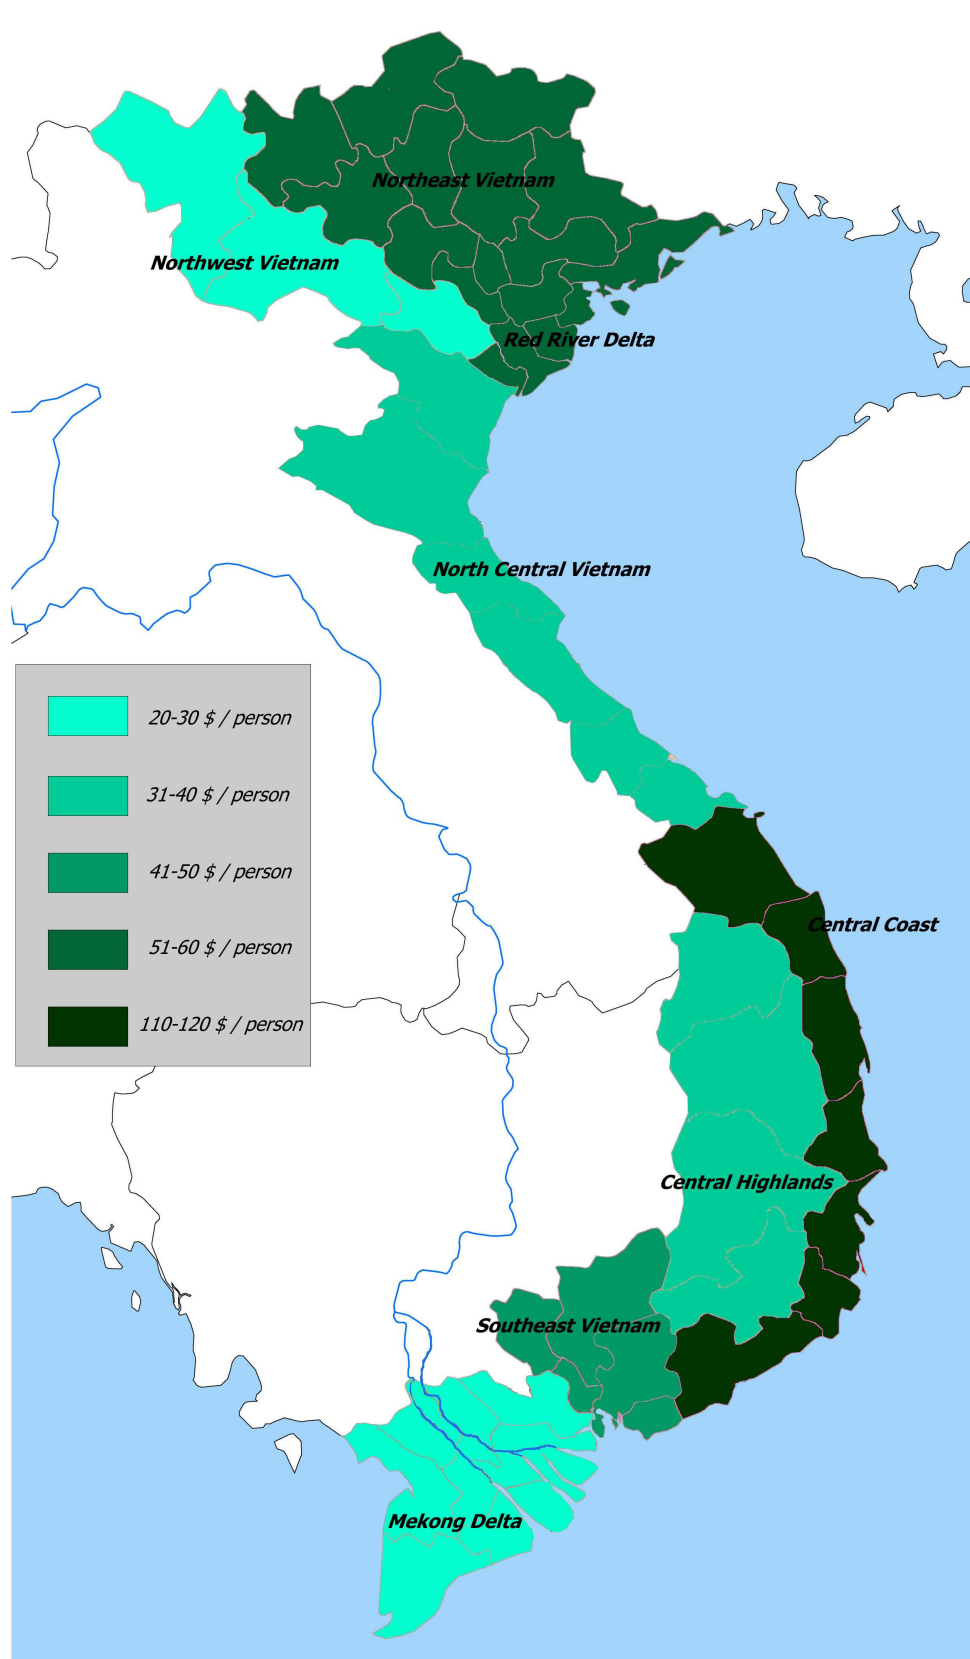 Northeast Vietnam
Northwest Vietnam
Red River Delta
North Central Vietnam
20-30 $ / person
31-40 $ / person
41-50 $ / person
51-60 $ / person
110-120 $ / person
Central Coast
Central Highlands
Southeast Vietnam
Mekong Delta